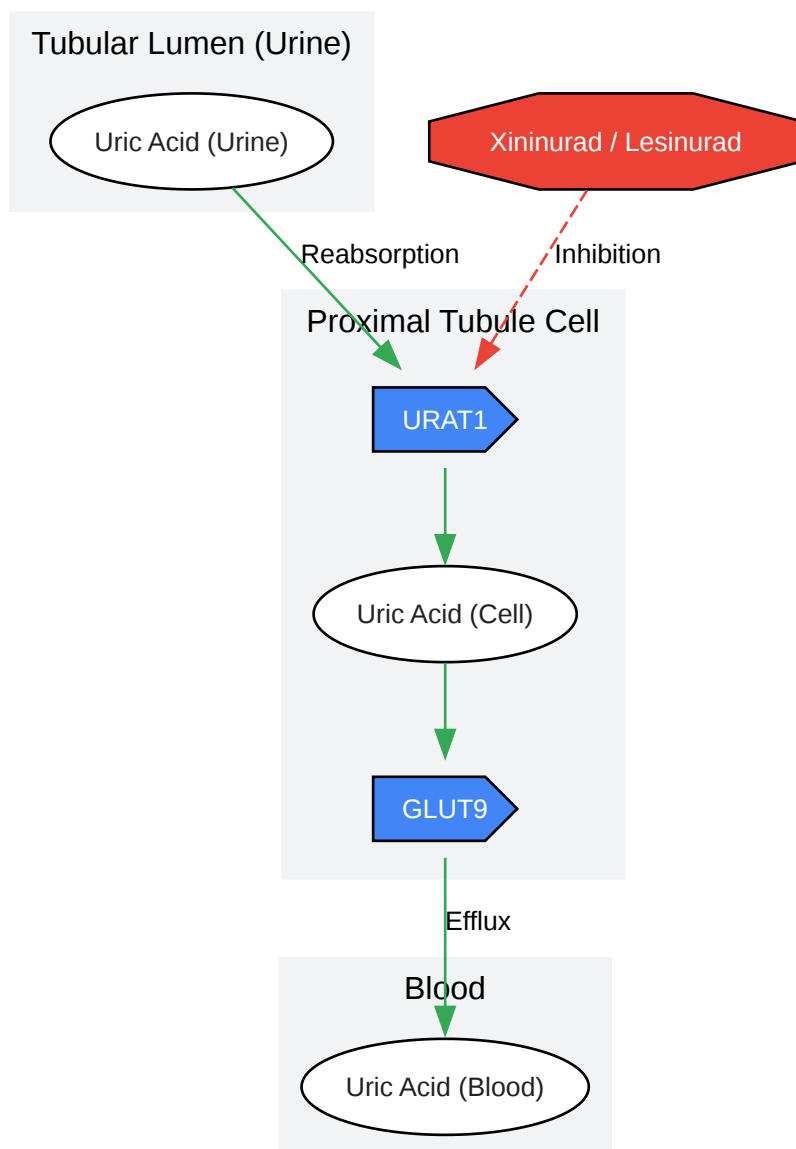 Tubular Lumen (Urine)
Uric Acid (Urine)
Xininurad / Lesinurad
Reabsorption
Inhibition
Proximal Tubule Cell
URAT1
Uric Acid (Cell)
GLUT9
Efflux
Blood
Uric Acid (Blood)